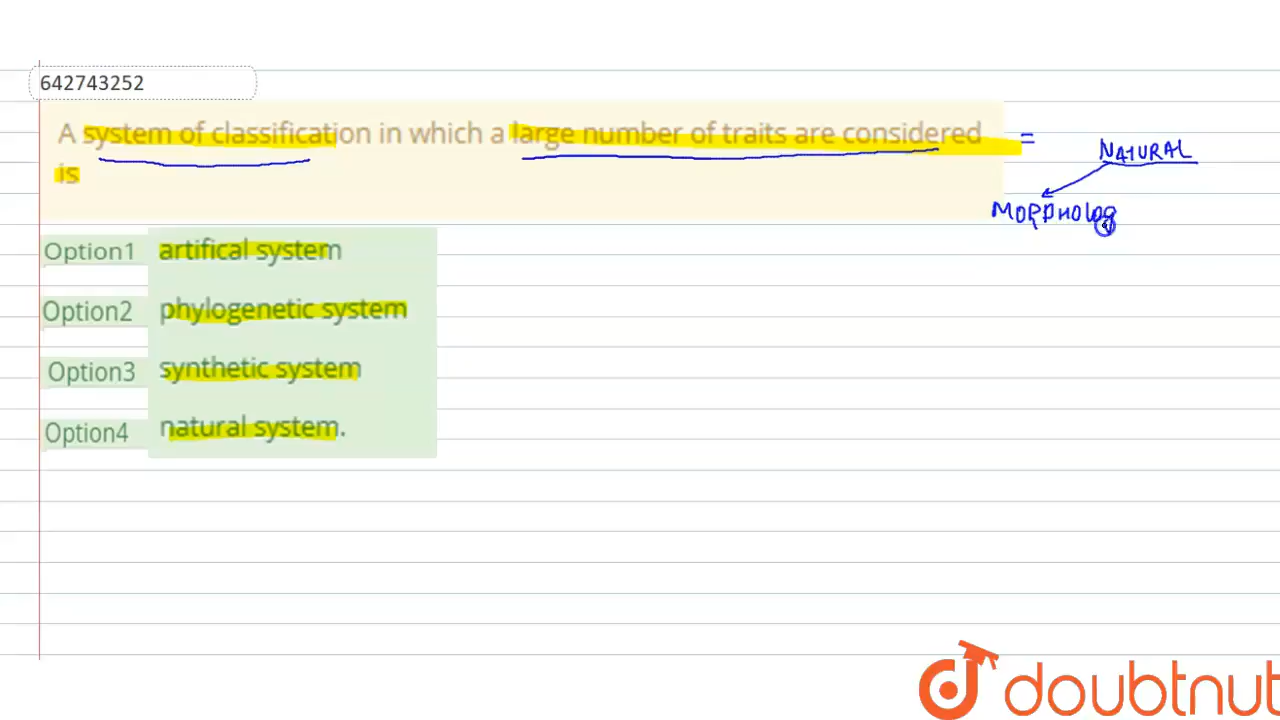 642743252
A system of classification in which a large number of traits are considered =
is
NATURAL
MORPHOLOG
Option1 artifical system
Option2 phylogenetic system
Option3 synthetic system
Option4 natural system.
doubtnut